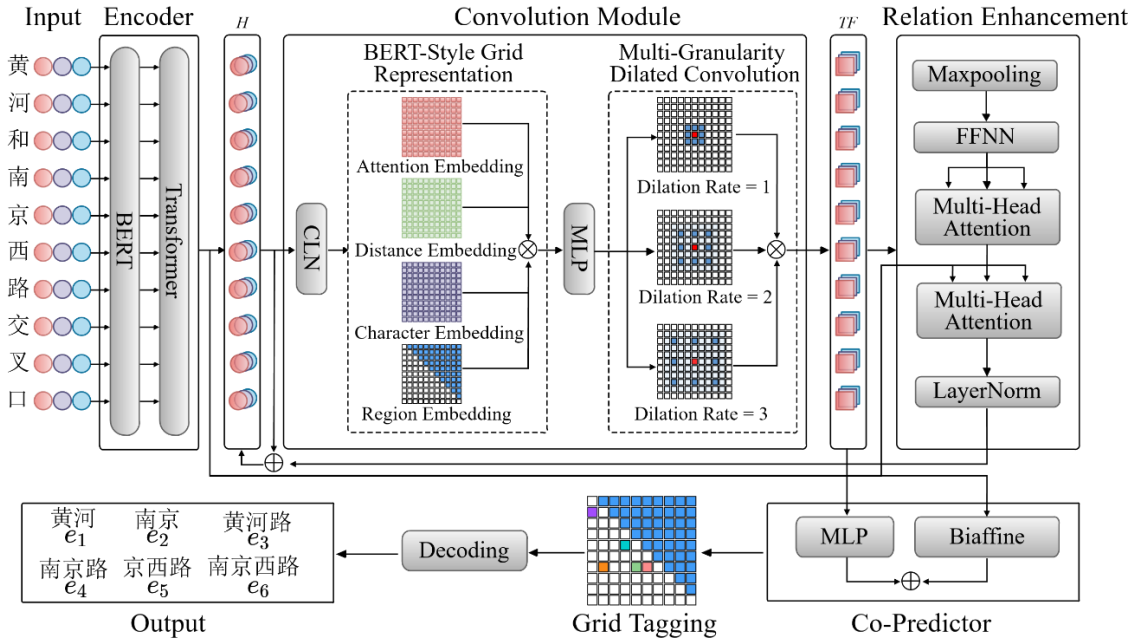 Input
Encoder
H
Convolution Module
TF
Relation Enhancement
黄
河
和
南
京
西
路
交
叉
口
BERT
Transformer
CLN
BERT-Style Grid
Representation
Attention Embedding
Distance Embedding
Character Embedding
Region Embedding
MLP
Multi-Granularity
Dilated Convolution
Dilation Rate = 1
Dilation Rate = 2
Dilation Rate = 3
Maxpooling
FFNN
Multi-Head
Attention
Multi-Head
Attention
LayerNorm
黄河 南京 黄河路
e1 e2 e3
南京路 京西路 南京西路
e4 e5 e6
Output
Decoding
Grid Tagging
MLP
Biaffine
Co-Predictor